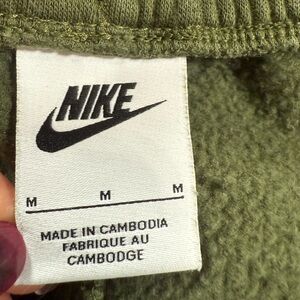 NIKE
M M M
MADE IN CAMBODIA
FABRIQUE AU
CAMBODGE